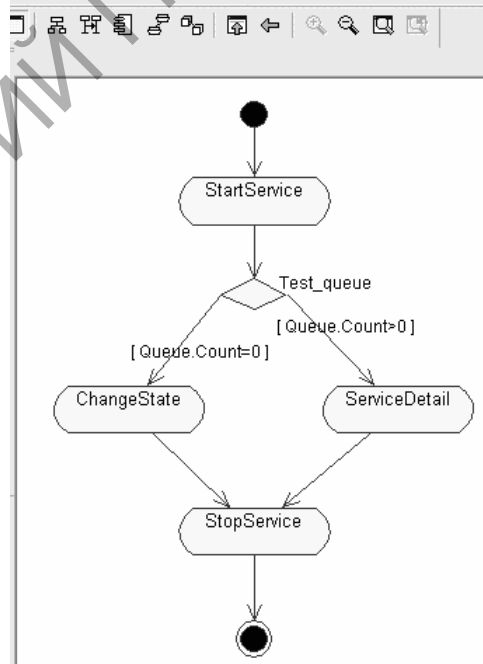 StartService
Test_queue
[ Queue.Count>0 ]
[ Queue.Count=0 ]
ChangeState
ServiceDetail
StopService